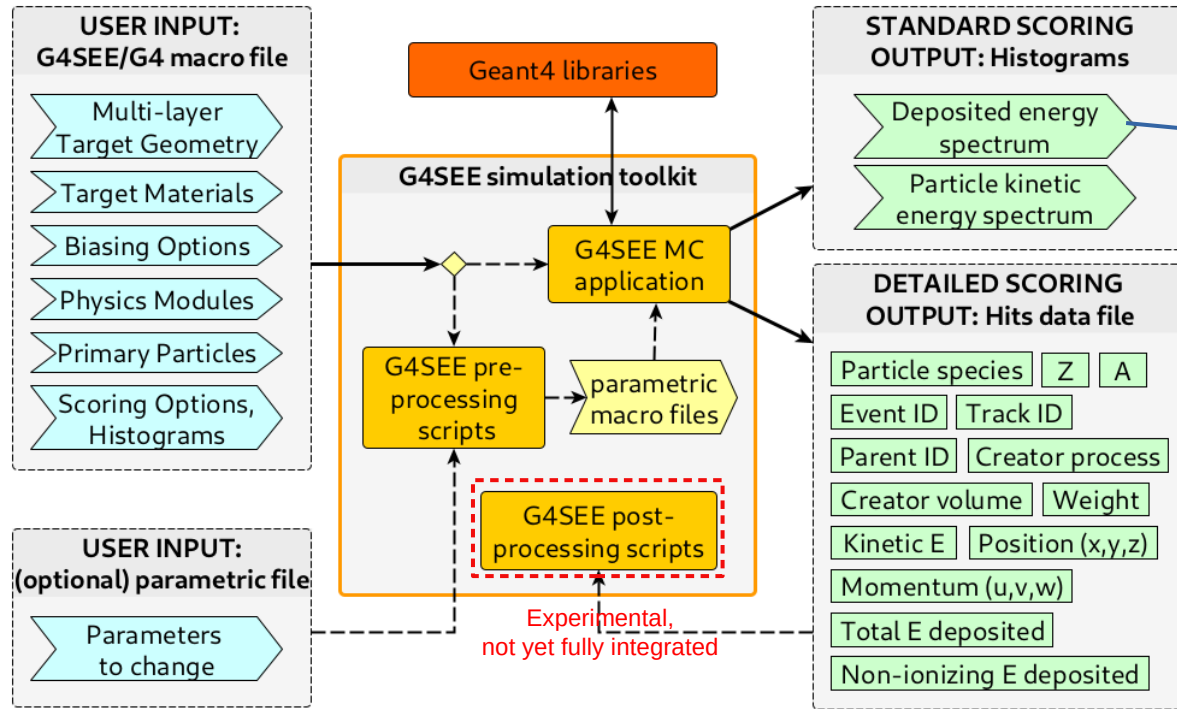 USER INPUT:
G4SEE/G4 macro file
Multi-layer
Target Geometry
Target Materials
Biasing Options
Physics Modules
Primary Particles
Scoring Options,
Histograms
USER INPUT:
(optional) parametric file
Parameters
to change
Geant4 libraries
G4SEE simulation toolkit
G4SEE MC
application
G4SEE pre-
processing
scripts
parametric
macro files
G4SEE post-
processing scripts
Experimental,
not yet fully integrated
STANDARD SCORING
OUTPUT: Histograms
Deposited energy
spectrum
Particle kinetic
energy spectrum
DETAILED SCORING
OUTPUT: Hits data file
Particle species Z A
Event ID Track ID
Parent ID Creator process
Creator volume Weight
Kinetic E Position (x,y,z)
Momentum (u,v,w)
Total E deposited
Non-ionizing E deposited